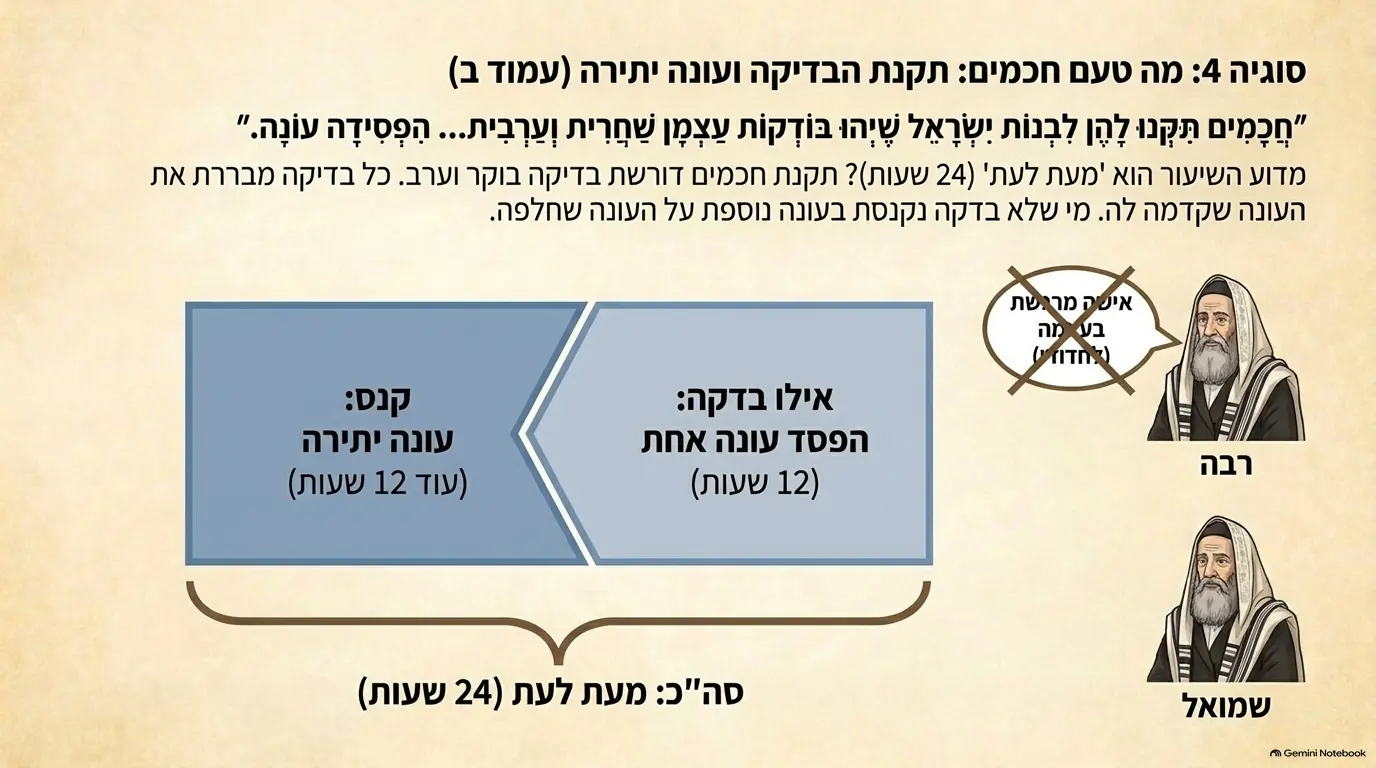 סוגיה 4: מה טעם חכמים: תקנת הבדיקה ועונה יתירה (עמוד ב)
"חֲכָמִים תִּקְּנוּ לָהֶן לִבְנוֹת יִשְׂרָאֵל שֶׁיְּהוּ בּוֹדְקוֹת עַצְמָן שַׁחֲרִית וְעַרְבִית... הִפְסִידָה עוֹנָה."
מדוע השיעור הוא 'מעת לעת' (24 שעות)? תקנת חכמים דורשת בדיקה בוקר וערב. כל בדיקה מבררת את
העונה שקדמה לה. מי שלא בדקה נקנסת בעונה נוספת על העונה שחלפה.
אישה מרגשת
בעצמה
רבה
אילו בדקה:
הפסד עונה אחת
(12 שעות)
קנס:
עונה יתירה
(עוד 12 שעות)
סה"כ: מעת לעת (24 שעות)
שמואל
Gemini Notebook